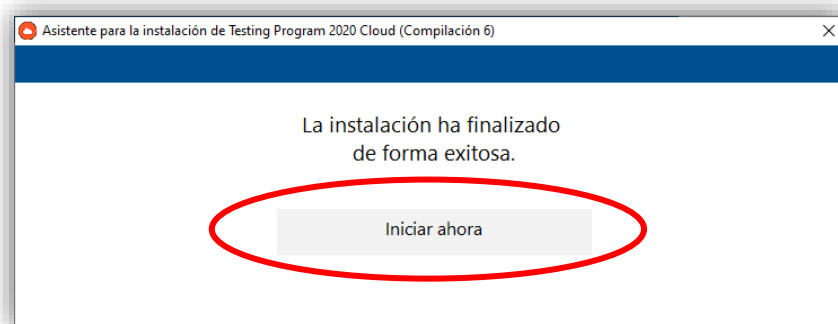 Asistente para la instalación de Testing Program 2020 Cloud (Compilación 6)
La instalación ha finalizado
de forma exitosa.
Iniciar ahora